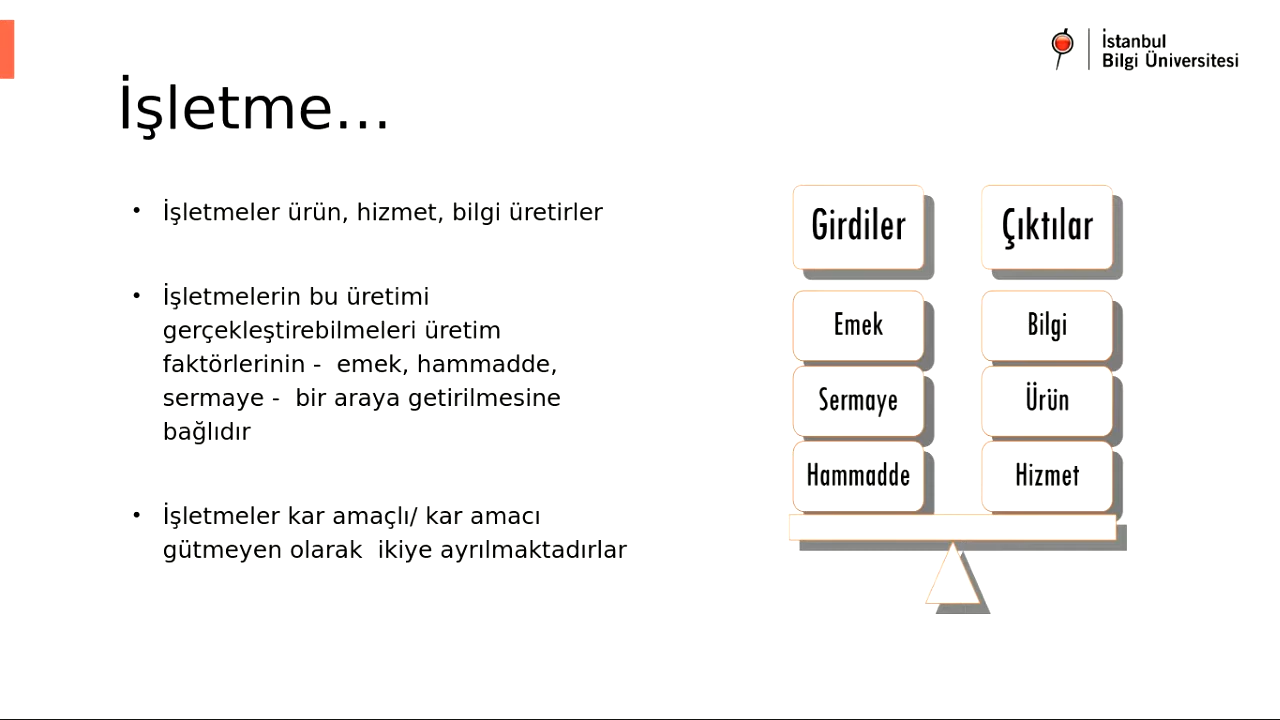 İstanbul
Bilgi Üniversitesi
İşletme…
• İşletmeler ürün, hizmet, bilgi üretirler
• İşletmelerin bu üretimi
gerçekleştirebilmeleri üretim
faktörlerinin -  emek, hammadde,
sermaye -  bir araya getirilmesine
bağlıdır
• İşletmeler kar amaçlı/ kar amacı
gütmeyen olarak  ikiye ayrılmaktadırlar
Girdiler
Emek
Sermaye
Hammadde
Çıktılar
Bilgi
Ürün
Hizmet